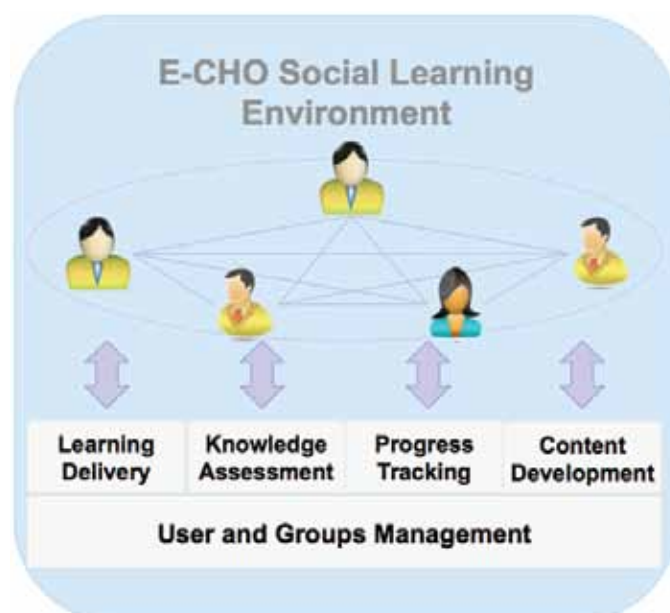 E-CHO Social Learning
Environment
Learning
Delivery
Knowledge
Assessment
Progress
Tracking
Content
Development
User and Groups Management